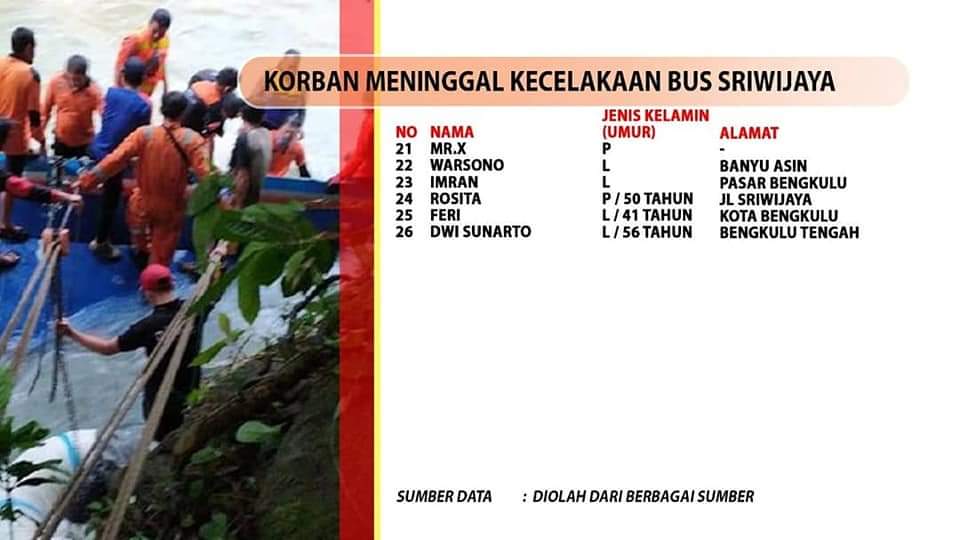 KORBAN MENINGGAL KECELAKAAN BUS SRIWIJAYA
NO NAMA JENIS KELAMIN (UMUR) ALAMAT
21 MR.X P -
22 WARSONO L BANYU ASIN
23 IMRAN L PASAR BENGKULU
24 ROSITA P / 50 TAHUN JL SRIWIJAYA
25 FERI L / 41 TAHUN KOTA BENGKULU
26 DWI SUNARTO L / 56 TAHUN BENGKULU TENGAH
SUMBER DATA : DIOLAH DARI BERBAGAI SUMBER